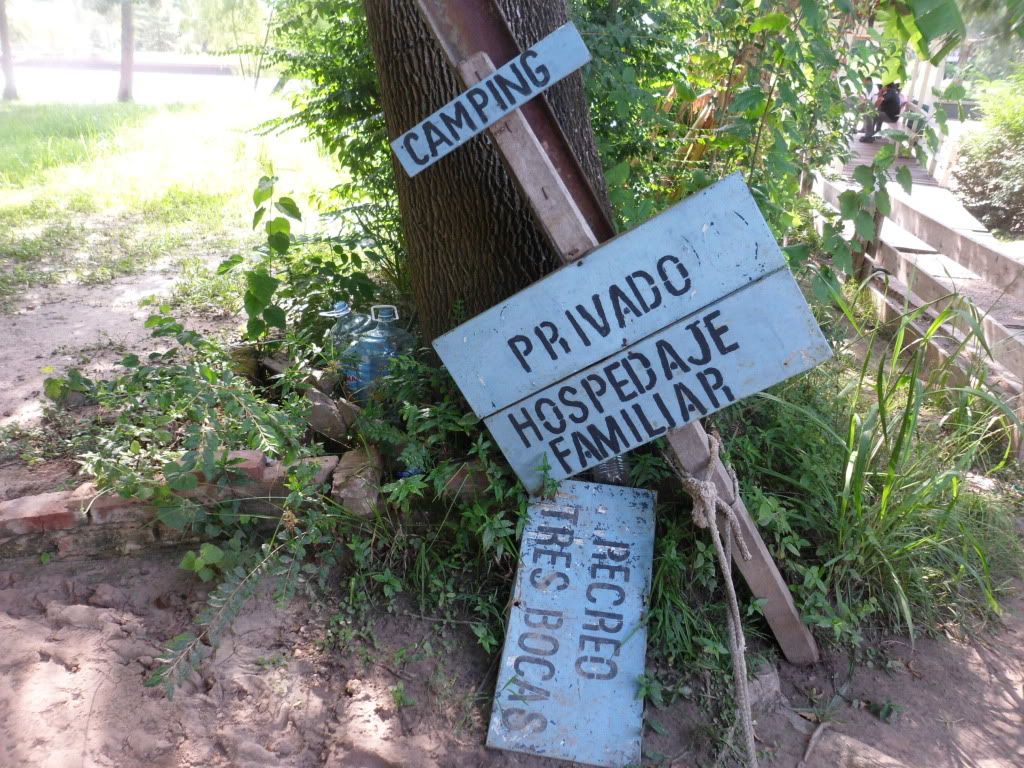 CAMPING
PRIVADO
HOSPEDAJE
FAMILIAR
RECREO
TRES BOCAS